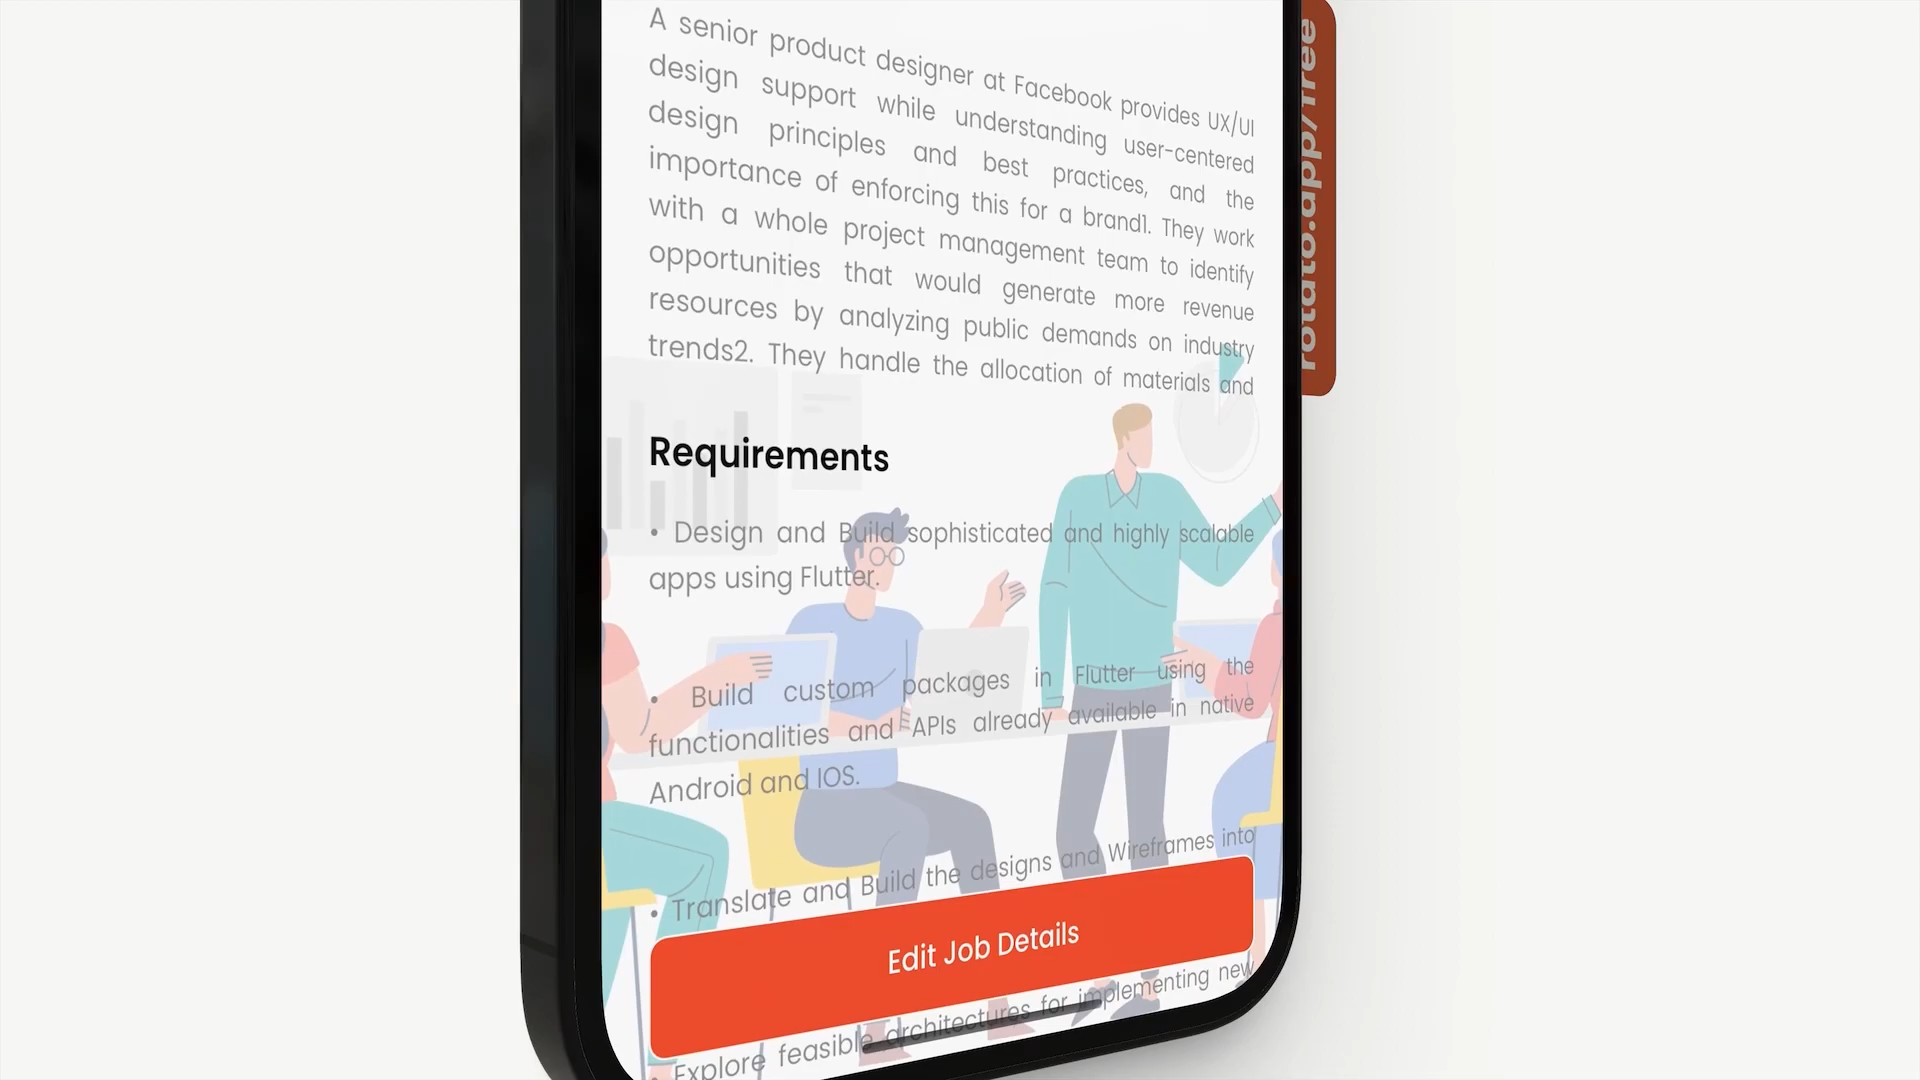 A senior product designer at Facebook provides UX/UI
design support while understanding user-centered
design principles and best practices, and the
importance of enforcing this for a brand1. They work
with a whole project management team to identify
opportunities that would generate more revenue
resources by analyzing public demands on industry
trends2. They handle the allocation of materials and
Requirements
• Design and Build sophisticated and highly scalable
apps using Flutter.
• Build custom packages in Flutter using the
functionalities and APIs already available in native
Android and IOS.
• Translate and Build the designs and Wireframes into
Edit Job Details
• Explore feasible architectures for implementing new
rotato.app/free